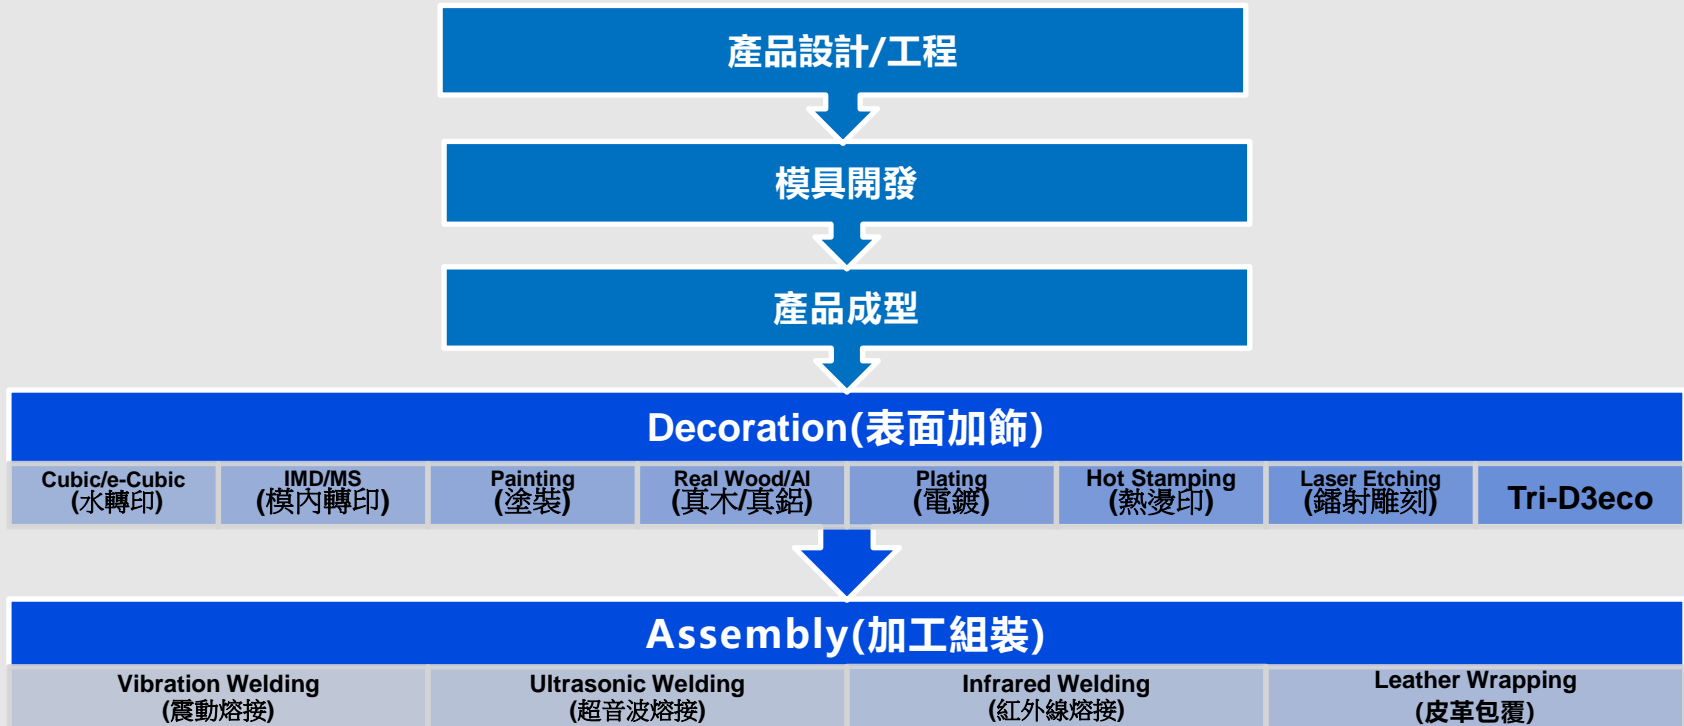 產品設計/工程
模具開發
產品成型
Decoration(表面加飾)
Cubic/e-Cubic
(水轉印)
IMD/MS
(模內轉印)
Painting
(塗裝)
Real Wood/Al
(真木/真鋁)
Plating
(電鍍)
Hot Stamping
(熱燙印)
Laser Etching
(鐳射雕刻)
Tri-D3eco
Assembly(加工組裝)
Vibration Welding
(震動熔接)
Ultrasonic Welding
(超音波熔接)
Infrared Welding
(紅外線熔接)
Leather Wrapping
(皮革包覆)